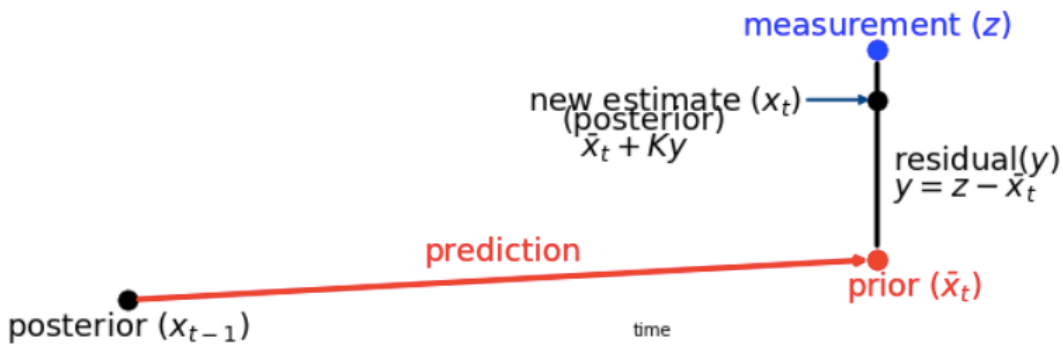 measurement (z)
new estimate (xₜ)
(posterior)
x̄ₜ + Ky
residual(y)
y = z − x̄ₜ
prediction
prior (x̄ₜ)
posterior (xₜ₋₁)
time